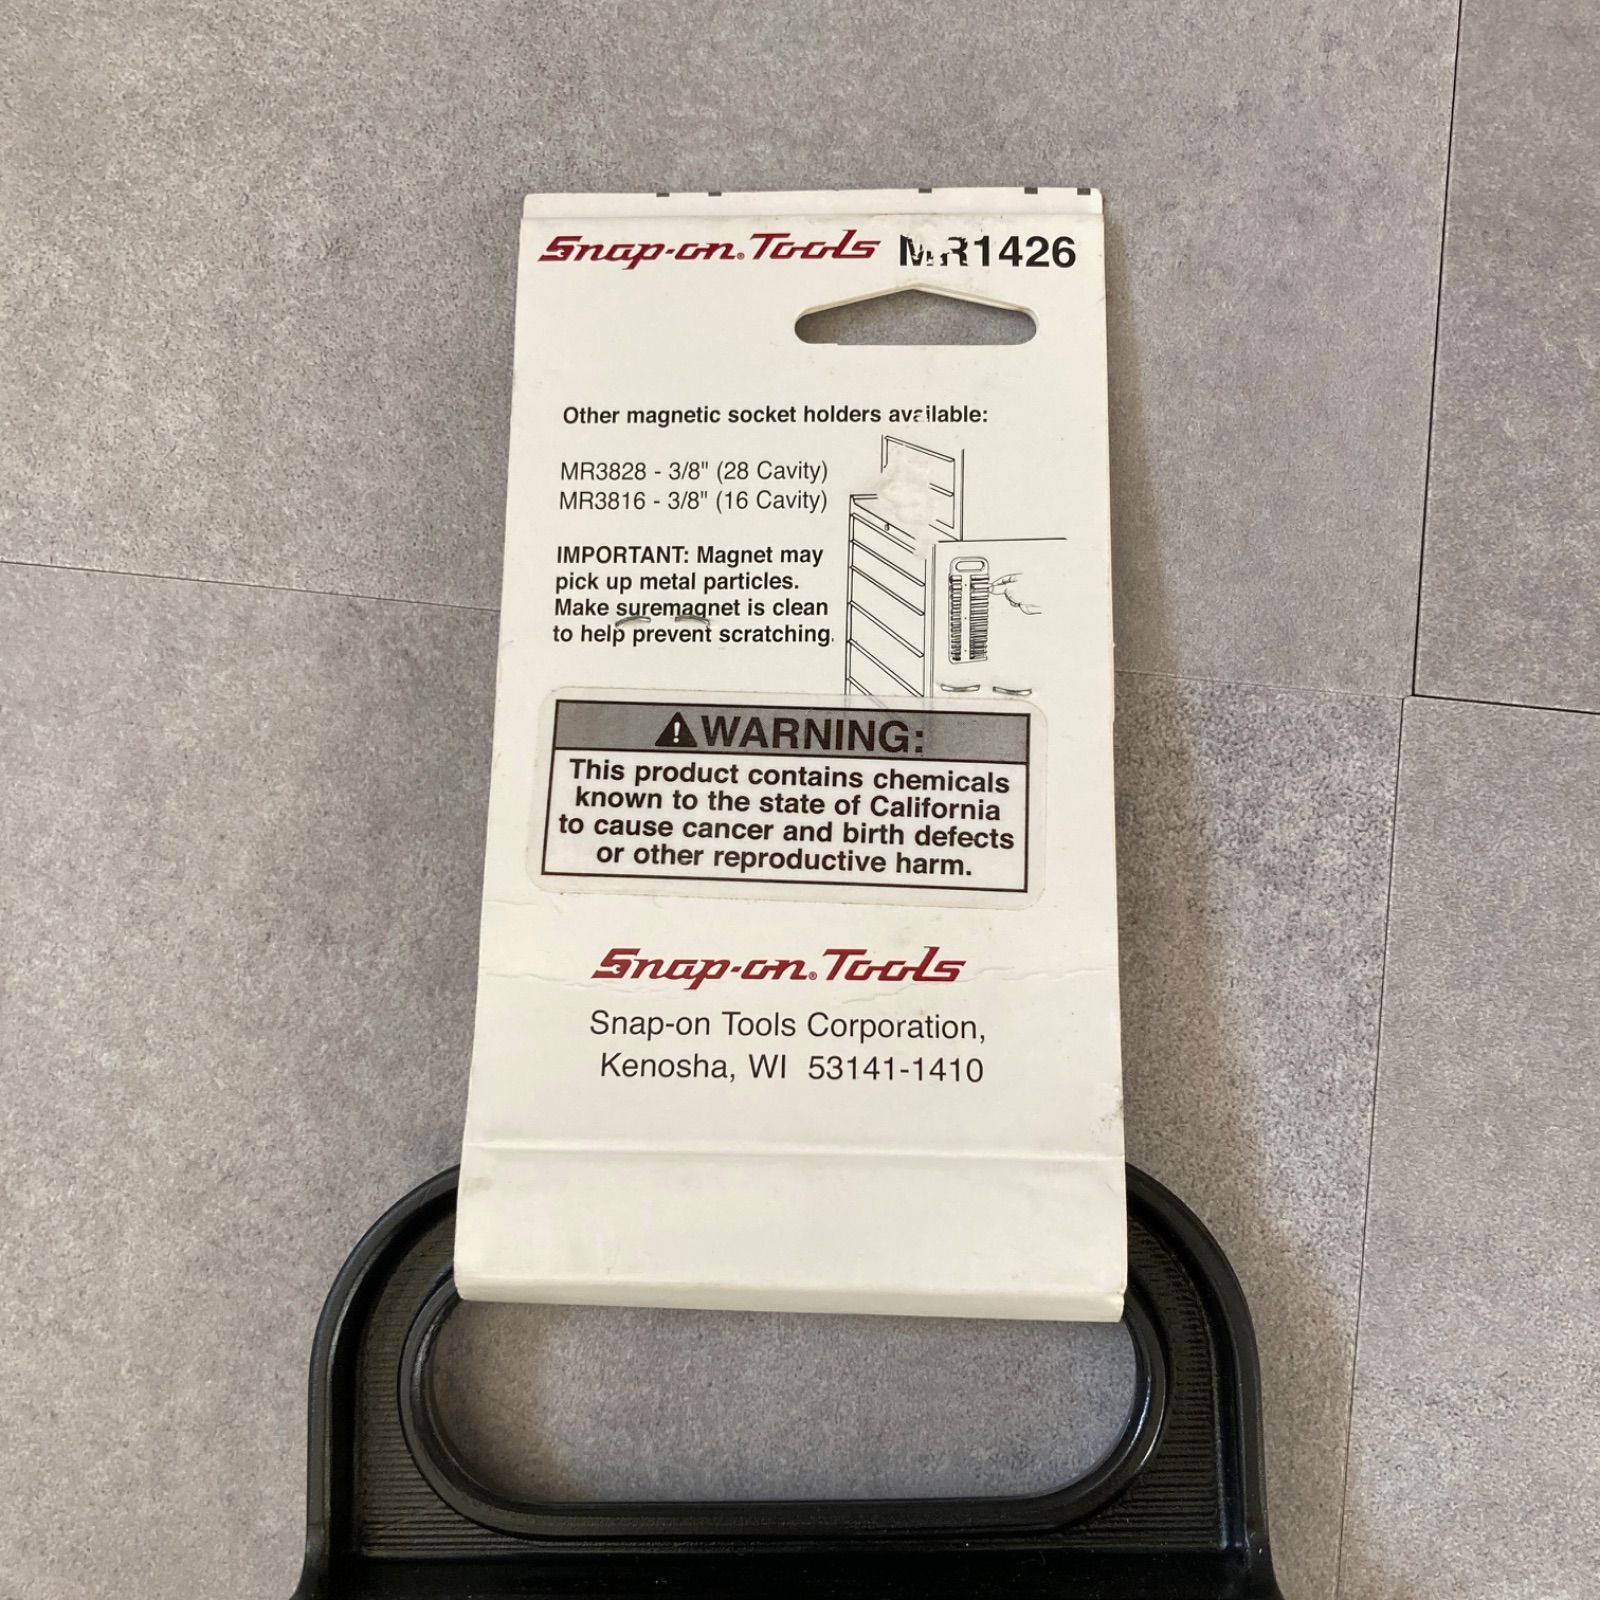 Snap-on® Tools MR1426
Other magnetic socket holders available:
MR3828 - 3/8" (28 Cavity)
MR3816 - 3/8" (16 Cavity)
IMPORTANT: Magnet may
pick up metal particles.
Make suremagnet is clean
to help prevent scratching.
WARNING:
This product contains chemicals
known to the state of California
to cause cancer and birth defects
or other reproductive harm.
Snap-on® Tools
Snap-on Tools Corporation,
Kenosha, WI 53141-1410